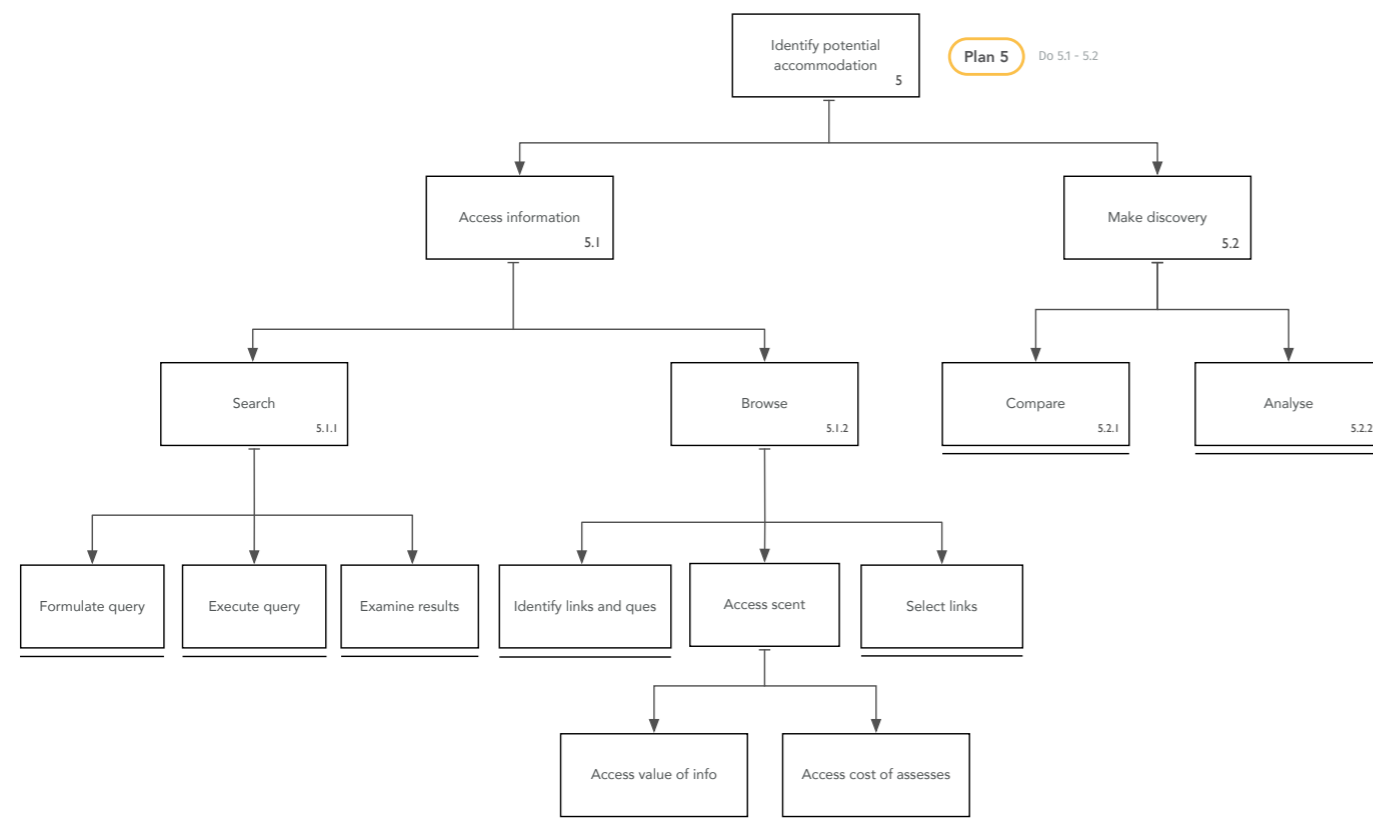 Identify potential
accommodation
5
Plan 5
Do 5.1 - 5.2
Access information
5.1
Make discovery
5.2
Search
5.1.1
Browse
5.1.2
Compare
5.2.1
Analyse
5.2.2
Formulate query
Execute query
Examine results
Identify links and ques
Access scent
Select links
Access value of info
Access cost of assesses